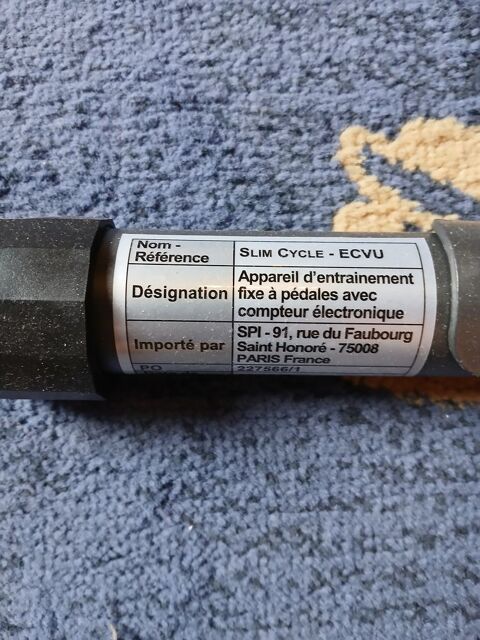 Nom -
Référence
SLIM CYCLE - ECVU
Désignation
Appareil d'entrainement
fixe à pédales avec
compteur électronique
Importé par
SPI - 91, rue du Faubourg
Saint Honoré - 75008
PARIS France
PO
227566/1